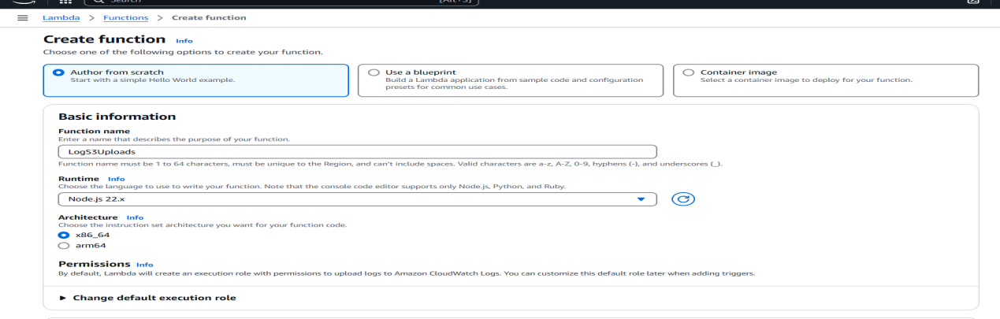 Search
[Alt+S]
Lambda > Functions > Create function
Create function Info
Choose one of the following options to create your function.
Author from scratch
Start with a simple Hello World example.
Use a blueprint
Build a Lambda application from sample code and configuration
presets for common use cases.
Container image
Select a container image to deploy for your function.
Basic information
Function name
Enter a name that describes the purpose of your function.
LogS3Uploads
Function name must be 1 to 64 characters, must be unique to the Region, and can't include spaces. Valid characters are a-z, A-Z, 0-9, hyphens (-), and underscores (_).
Runtime Info
Choose the language to use to write your function. Note that the console code editor supports only Node.js, Python, and Ruby.
Node.js 22.x
Architecture Info
Choose the instruction set architecture you want for your function code.
x86_64
arm64
Permissions Info
By default, Lambda will create an execution role with permissions to upload logs to Amazon CloudWatch Logs. You can customize this default role later when adding triggers.
Change default execution role